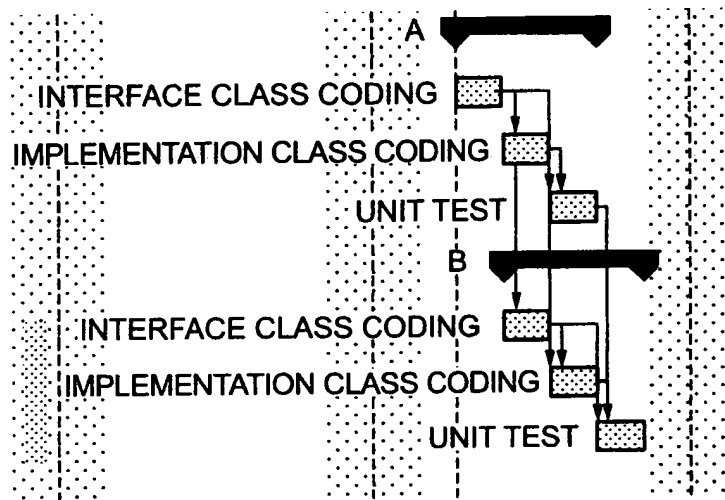 A
INTERFACE CLASS CODING
IMPLEMENTATION CLASS CODING
UNIT TEST
B
INTERFACE CLASS CODING
IMPLEMENTATION CLASS CODING
UNIT TEST